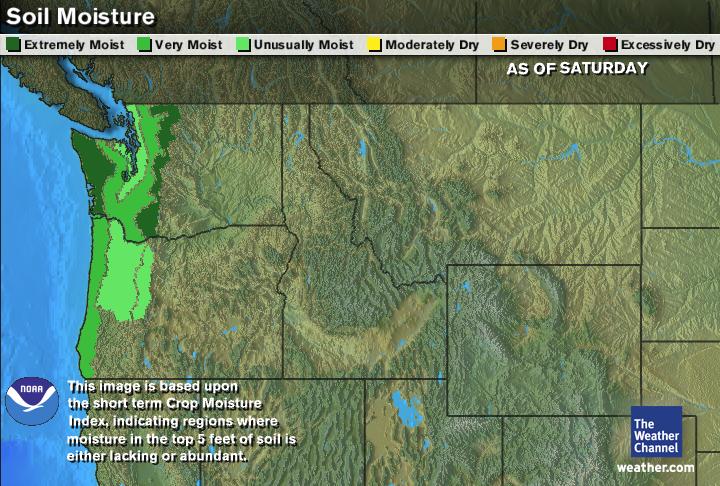 Soil Moisture
Extremely Moist Very Moist Unusually Moist Moderately Dry Severely Dry Excessively Dry
AS OF SATURDAY
NOAA
This image is based upon
the short term Crop Moisture
Index, indicating regions where
moisture in the top 5 feet of soil is
either lacking or abundant.
The
Weather
Channel
weather.com